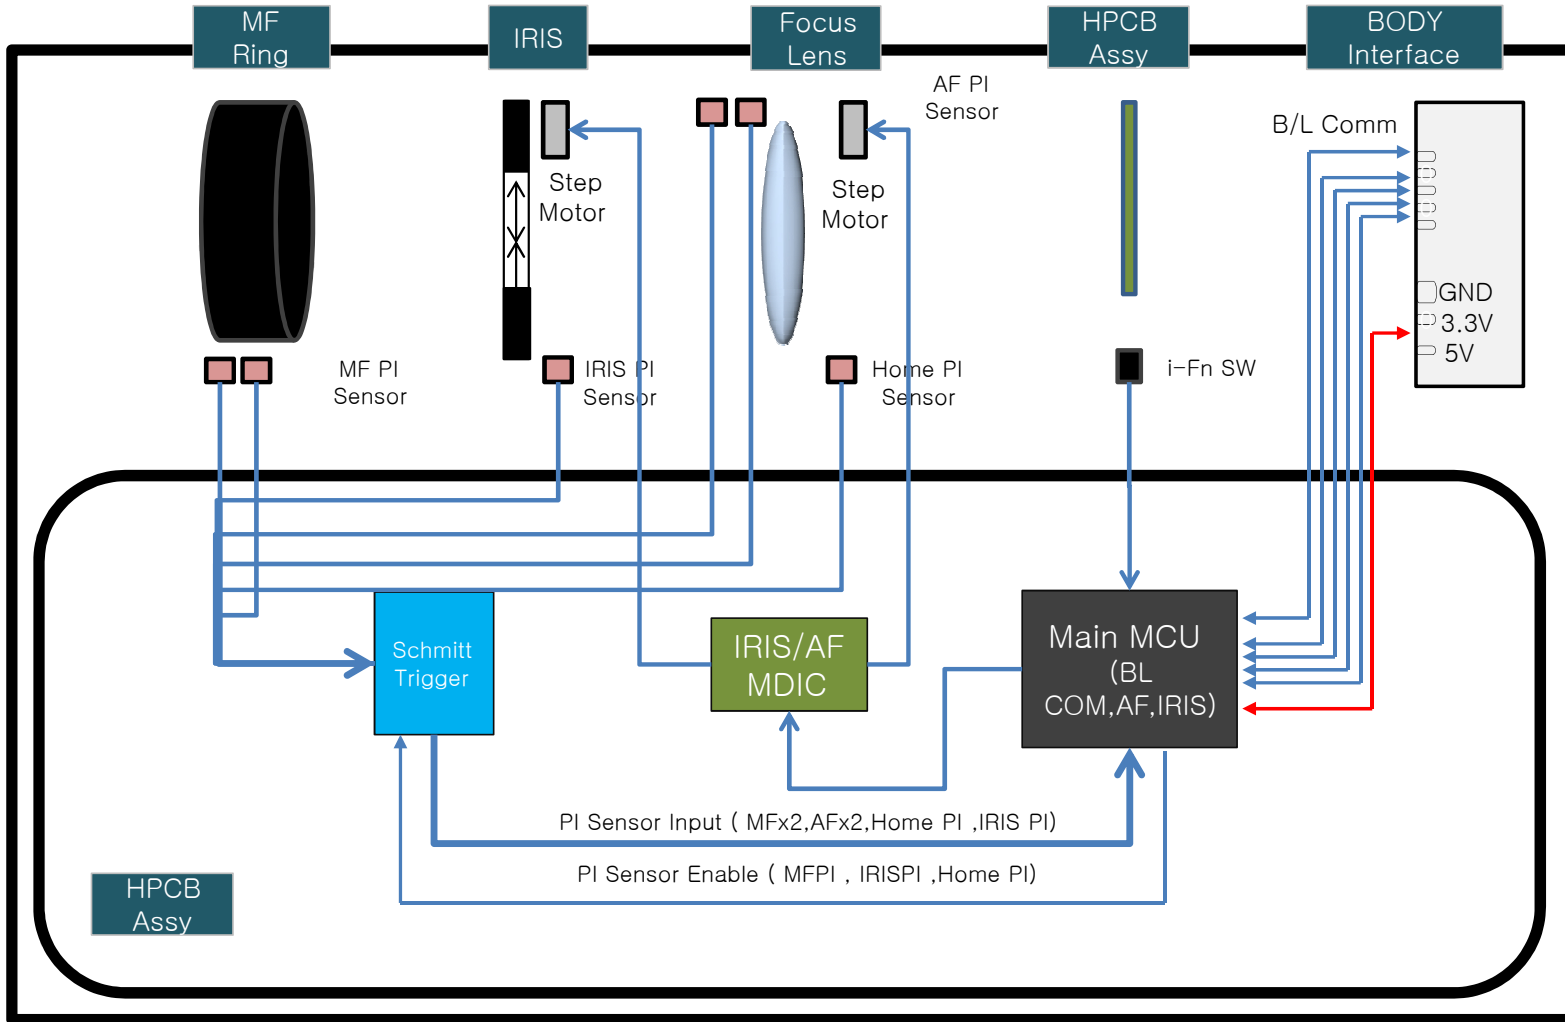 MF
Ring
IRIS
Focus
Lens
HPCB
Assy
BODY
Interface
AF PI
Sensor
B/L Comm
Step
Motor
Step
Motor
GND
3.3V
5V
MF PI
Sensor
IRIS PI
Sensor
Home PI
Sensor
i-Fn SW
Schmitt
Trigger
IRIS/AF
MDIC
Main MCU
(BL
COM,AF,IRIS)
PI Sensor Input ( MFx2,AFx2,Home PI ,IRIS PI)
PI Sensor Enable ( MFPI , IRISPI ,Home PI)
HPCB
Assy